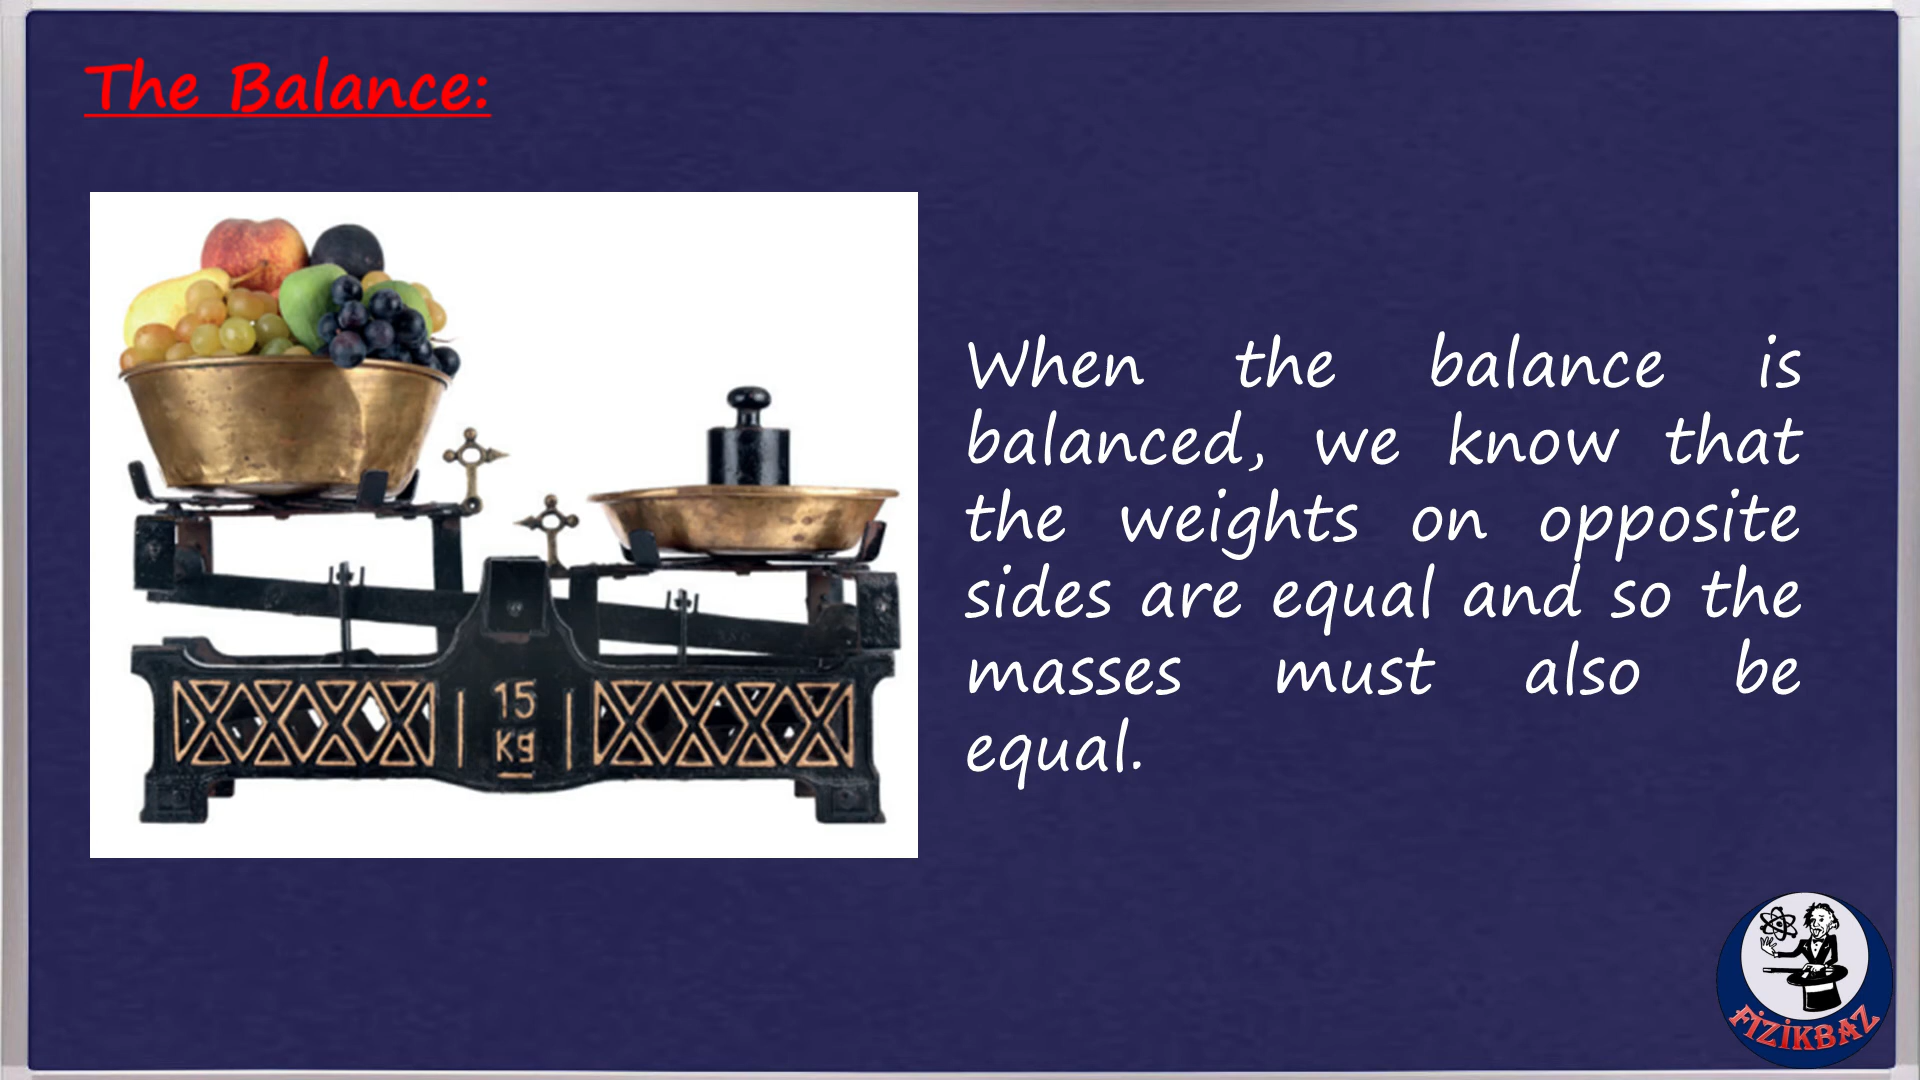 The Balance:
When the balance is
balanced, we know that
the weights on opposite
sides are equal and so the
masses must also be
equal.
15
Kg
FİZİKBAZ